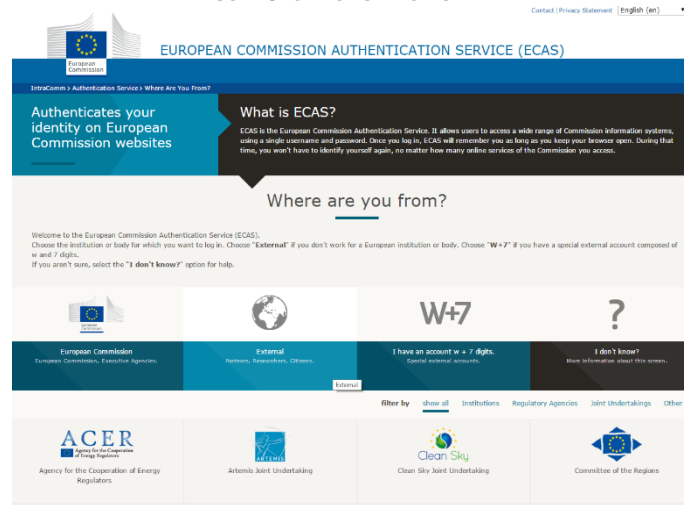 Contact | Privacy Statement English (en)
EUROPEAN COMMISSION AUTHENTICATION SERVICE (ECAS)
European
Commission
IntraComm > Authentication Service > Where Are You From?
Authenticates your
identity on European
Commission websites
What is ECAS?
ECAS is the European Commission Authentication Service. It allows users to access a wide range of Commission information systems,
using a single username and password. Once you log in, ECAS will remember you as long as you keep your browser open. During that
time, you won't have to identify yourself again, no matter how many online services of the Commission you access.
Where are you from?
Welcome to the European Commission Authentication Service (ECAS).
Choose the institution or body for which you want to log in. Choose "External" if you don't work for a European institution or body. Choose "W+7" if you have a special external account composed of
w and 7 digits.
If you aren't sure, select the "I don't know?" option for help.
W+7
?
European Commission
European Commission, Executive Agencies.
External
Partners, Researchers, Citizens.
I have an account w + 7 digits.
Special external accounts.
I don't know?
More information about this screen.
External
filter by show all Institutions Regulatory Agencies Joint Undertakings Other
ACER
Agency for the Cooperation
of Energy Regulators
ARTEMIS
Clean Sky
Agency for the Cooperation of Energy
Regulators
Artemis Joint Undertaking
Clean Sky Joint Undertaking
Committee of the Regions